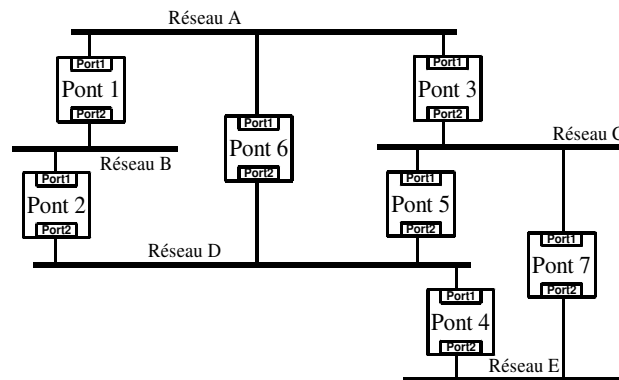 Réseau A
Port1
Pont 1
Port2
Port1
Pont 3
Port2
Port1
Pont 6
Port2
Réseau B
Réseau C
Port1
Pont 2
Port2
Port1
Pont 5
Port2
Réseau D
Port1
Pont 7
Port2
Port1
Pont 4
Port2
Réseau E